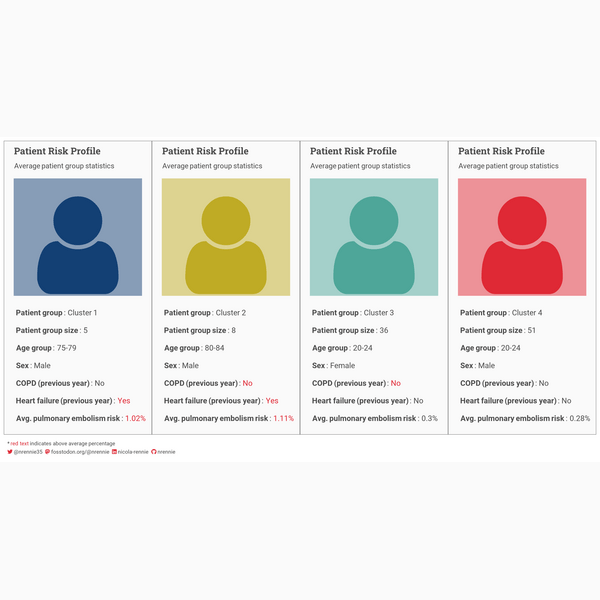 Patient Risk Profile
Average patient group statistics
Patient group : Cluster 1
Patient group size : 5
Age group : 75-79
Sex : Male
COPD (previous year) : No
Heart failure (previous year) : Yes
Avg. pulmonary embolism risk : 1.02%
Patient Risk Profile
Average patient group statistics
Patient group : Cluster 2
Patient group size : 8
Age group : 80-84
Sex : Male
COPD (previous year) : No
Heart failure (previous year) : Yes
Avg. pulmonary embolism risk : 1.11%
Patient Risk Profile
Average patient group statistics
Patient group : Cluster 3
Patient group size : 36
Age group : 20-24
Sex : Female
COPD (previous year) : No
Heart failure (previous year) : No
Avg. pulmonary embolism risk : 0.3%
Patient Risk Profile
Average patient group statistics
Patient group : Cluster 4
Patient group size : 51
Age group : 20-24
Sex : Male
COPD (previous year) : No
Heart failure (previous year) : No
Avg. pulmonary embolism risk : 0.28%
* red text indicates above average percentage
@nrennie35 fosstodon.org/@nrennie nicola-rennie nrennie